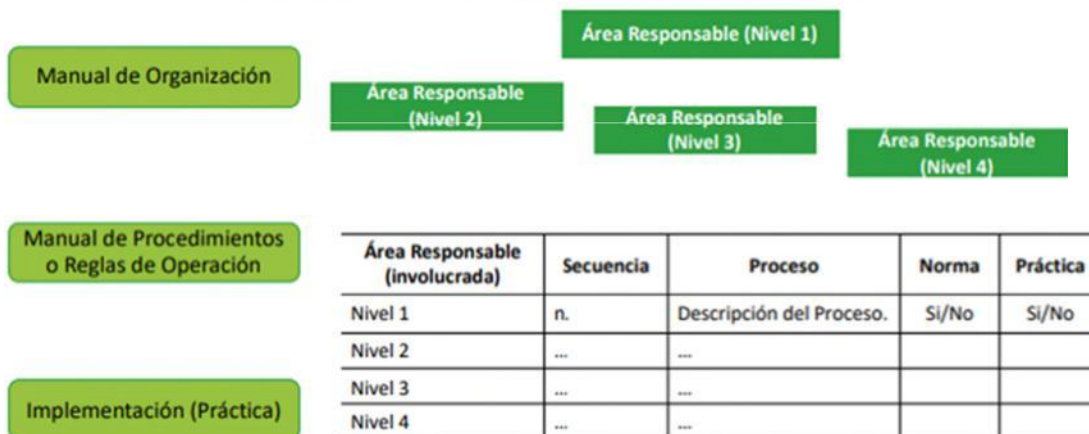 Manual de Organización
Área Responsable (Nivel 1)
Área Responsable
(Nivel 2)
Área Responsable
(Nivel 3)
Área Responsable
(Nivel 4)
Manual de Procedimientos
o Reglas de Operación
Implementación (Práctica)
Área Responsable
(involucrada) Secuencia Proceso Norma Práctica
Nivel 1 n. Descripción del Proceso. Si/No Si/No
Nivel 2 ... ...
Nivel 3 ... ...
Nivel 4 ... ...